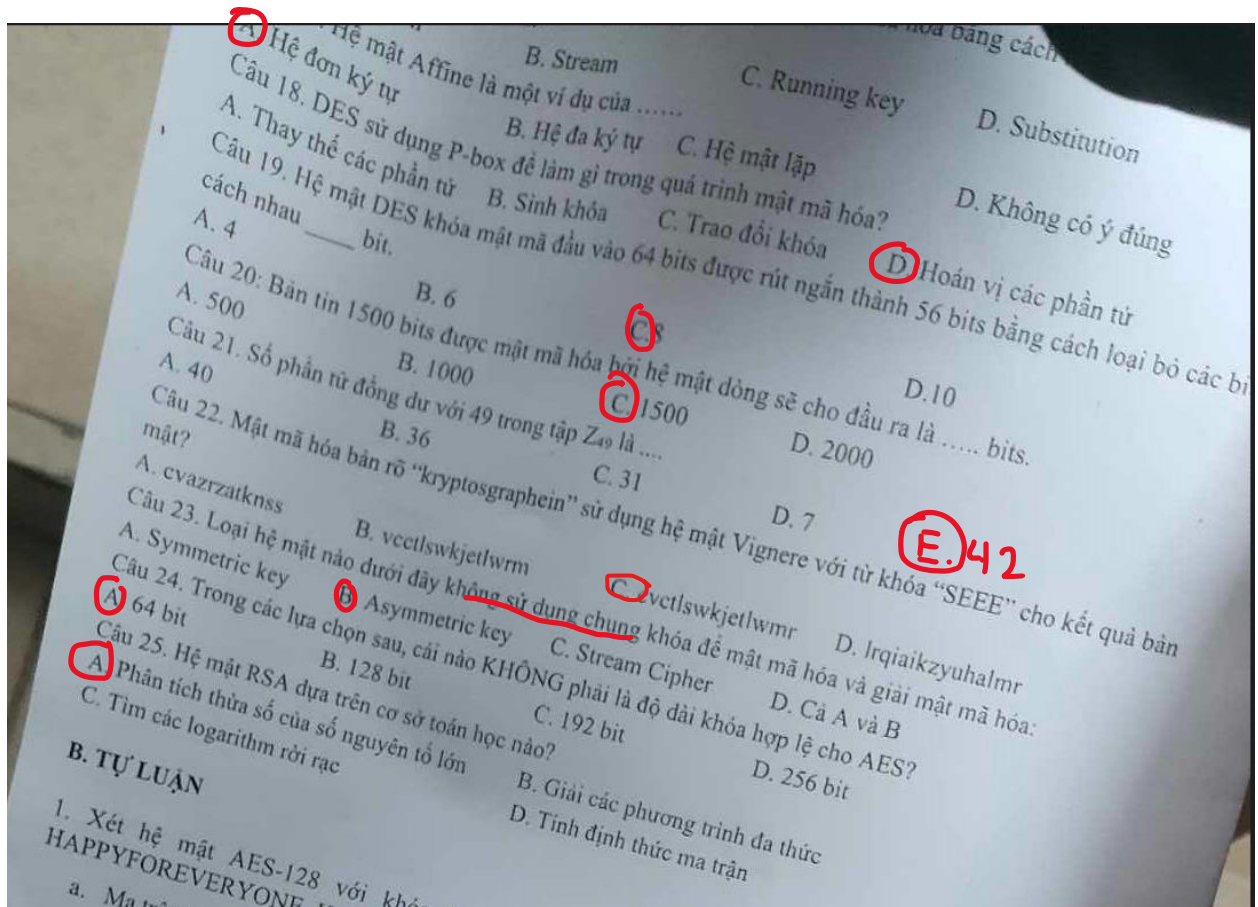 hóa bằng cách
B. Stream C. Running key D. Substitution
Hệ mật Affine là một ví dụ của ……
A. Hệ đơn ký tự B. Hệ đa ký tự C. Hệ mật lặp D. Không có ý đúng
Câu 18. DES sử dụng P-box để làm gì trong quá trình mật mã hóa?
A. Thay thế các phần tử B. Sinh khóa C. Trao đổi khóa D. Hoán vị các phần tử
Câu 19. Hệ mật DES khóa mật mã đầu vào 64 bits được rút ngắn thành 56 bits bằng cách loại bỏ các bi
cách nhau _____ bit.
A. 4 B. 6 C. 8 D.10
Câu 20: Bản tin 1500 bits được mật mã hóa bởi hệ mật dòng sẽ cho đầu ra là ….. bits.
A. 500 B. 1000 C. 1500 D. 2000
Câu 21. Số phần tử đồng dư với 49 trong tập Z49 là ....
A. 40 B. 36 C. 31 D. 7 E. 42
Câu 22. Mật mã hóa bản rõ “kryptosgraphein” sử dụng hệ mật Vignere với từ khóa “SEEE” cho kết quả bản
mật?
A. cvazrzatknss B. vcctlswkjetlwrm C. cvctlswkjetlwmr D. lrqiaikzyuhalmr
Câu 23. Loại hệ mật nào dưới đây không sử dụng chung khóa để mật mã hóa và giải mật mã hóa:
A. Symmetric key B. Asymmetric key C. Stream Cipher D. Cả A và B
Câu 24. Trong các lựa chọn sau, cái nào KHÔNG phải là độ dài khóa hợp lệ cho AES?
A. 64 bit B. 128 bit C. 192 bit D. 256 bit
Câu 25. Hệ mật RSA dựa trên cơ sở toán học nào?
A. Phân tích thừa số của số nguyên tố lớn B. Giải các phương trình đa thức
C. Tìm các logarithm rời rạc D. Tính định thức ma trận
B. TỰ LUẬN
1. Xét hệ mật AES-128 với
HAPPYFOREVERYONE
a. Ma